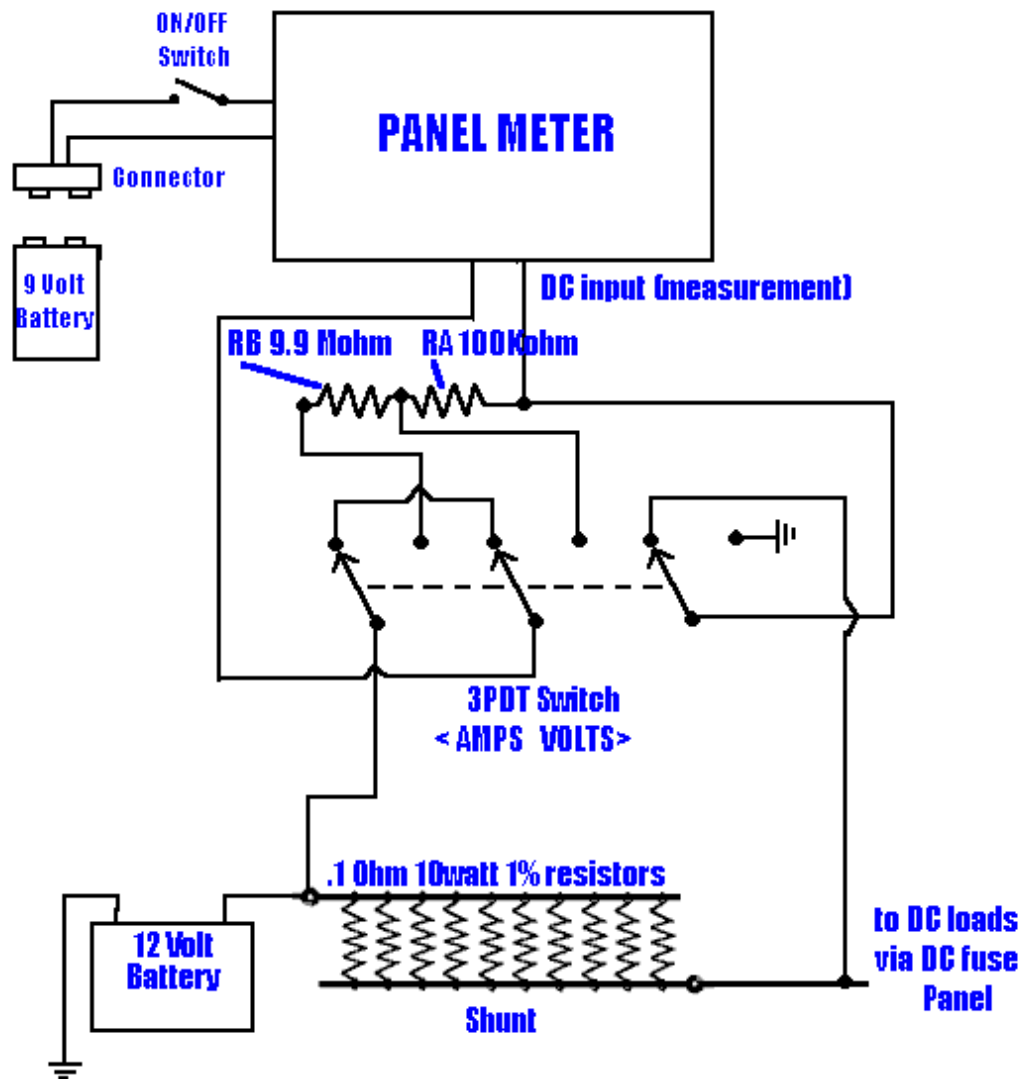 ON/OFF
Switch
PANEL METER
Connector
9 Volt
Battery
DC input (measurement)
RB 9.9 Mohm
RA 100Kohm
3PDT Switch
< AMPS VOLTS>
.1 Ohm 10watt 1% resistors
12 Volt
Battery
Shunt
to DC loads
via DC fuse
Panel